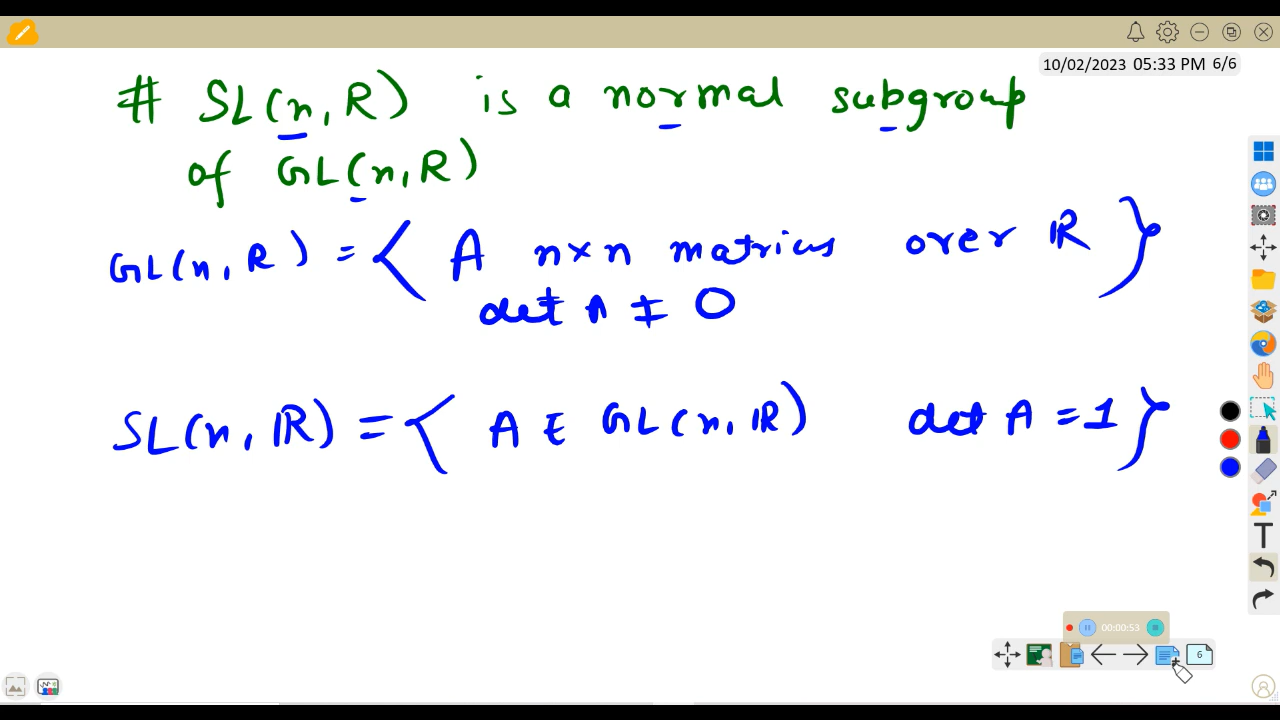 10/02/2023 05:33 PM 6/6
# SL(n, R) is a normal subgroup
of GL(n, R)
GL(n, R) = { A n×n matrices over ℝ }
det A ≠ 0
SL(n, ℝ) = { A ∈ GL(n, ℝ) det A = 1 }
00:00:53
6